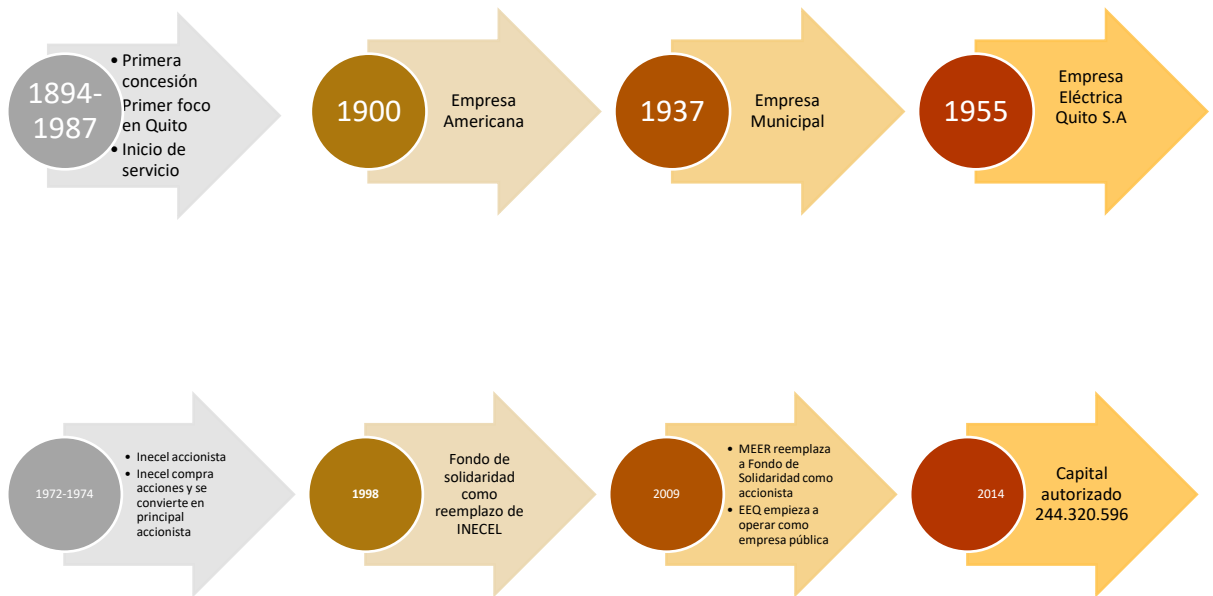 1894-
1987
• Primera
concesión
Primer foco
en Quito
• Inicio de
servicio
1900
Empresa
Americana
1937
Empresa
Municipal
1955
Empresa
Eléctrica
Quito S.A
1972-1974
• Inecel accionista
• Inecel compra
acciones y se
convierte en
principal
accionista
1998
Fondo de
solidaridad
como
reemplazo de
INECEL
2009
• MEER reemplaza
a Fondo de
Solidaridad como
accionista
• EEQ empieza a
operar como
empresa pública
2014
Capital
autorizado
244.320.596